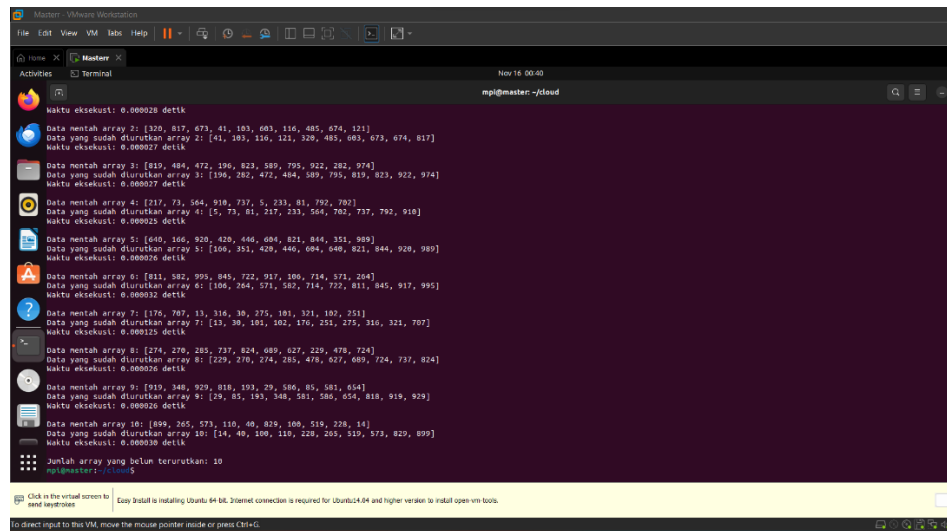 Masterr - VMware Workstation
File Edit View VM Tabs Help
Home Masterr
Activities Terminal Nov 16 00:40
mpi@master: ~/cloud
Waktu eksekusi: 0.000028 detik
Data mentah array 2: [320, 817, 673, 41, 103, 603, 116, 485, 674, 121]
Data yang sudah diurutkan array 2: [41, 103, 116, 121, 320, 485, 603, 673, 674, 817]
Waktu eksekusi: 0.000027 detik
Data mentah array 3: [819, 484, 472, 196, 823, 589, 795, 922, 282, 974]
Data yang sudah diurutkan array 3: [196, 282, 472, 484, 589, 795, 819, 823, 922, 974]
Waktu eksekusi: 0.000027 detik
Data mentah array 4: [217, 73, 564, 910, 737, 5, 233, 81, 792, 702]
Data yang sudah diurutkan array 4: [5, 73, 81, 217, 233, 564, 702, 737, 792, 910]
Waktu eksekusi: 0.000025 detik
Data mentah array 5: [640, 166, 920, 420, 446, 604, 821, 844, 351, 989]
Data yang sudah diurutkan array 5: [166, 351, 420, 446, 604, 640, 821, 844, 920, 989]
Waktu eksekusi: 0.000026 detik
Data mentah array 6: [811, 582, 995, 845, 722, 917, 106, 714, 571, 264]
Data yang sudah diurutkan array 6: [106, 264, 571, 582, 714, 722, 811, 845, 917, 995]
Waktu eksekusi: 0.000032 detik
Data mentah array 7: [176, 707, 13, 316, 30, 275, 101, 321, 102, 251]
Data yang sudah diurutkan array 7: [13, 30, 101, 102, 176, 251, 275, 316, 321, 707]
Waktu eksekusi: 0.000125 detik
Data mentah array 8: [274, 270, 285, 737, 824, 689, 627, 229, 478, 724]
Data yang sudah diurutkan array 8: [229, 270, 274, 285, 478, 627, 689, 724, 737, 824]
Waktu eksekusi: 0.000026 detik
Data mentah array 9: [919, 348, 929, 818, 193, 29, 586, 85, 581, 654]
Data yang sudah diurutkan array 9: [29, 85, 193, 348, 581, 586, 654, 818, 919, 929]
Waktu eksekusi: 0.000026 detik
Data mentah array 10: [899, 265, 573, 110, 40, 829, 100, 519, 228, 14]
Data yang sudah diurutkan array 10: [14, 40, 100, 110, 228, 265, 519, 573, 829, 899]
Waktu eksekusi: 0.000030 detik
Jumlah array yang belum terurutkan: 10
mpi@master:~/cloud$
Click in the virtual screen to send keystrokes
Easy Install is installing Ubuntu 64-bit. Internet connection is required for Ubuntu14.04 and higher version to install open-vm-tools.
To direct input to this VM, move the mouse pointer inside or press Ctrl+G.